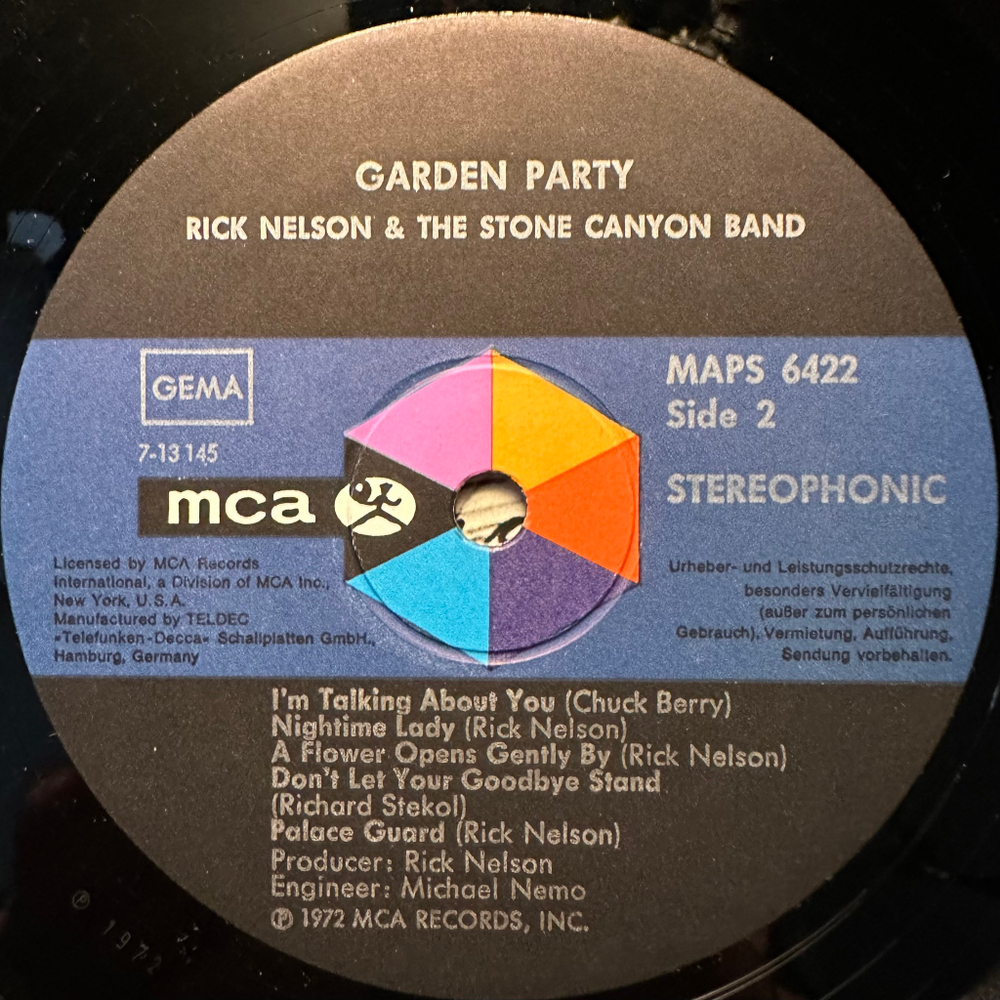 GARDEN PARTY
RICK NELSON & THE STONE CANYON BAND
GEMA
7-13 145
mca
MAPS 6422
Side 2
STEREOPHONIC
Licensed by MCA Records
International, a Division of MCA Inc.,
New York, U.S.A.
Manufactured by TELDEC
»Telefunken-Decca« Schallplatten GmbH.,
Hamburg, Germany
Urheber- und Leistungsschutzrechte,
besonders Vervielfältigung
(außer zum persönlichen
Gebrauch), Vermietung, Aufführung,
Sendung vorbehalten.
I'm Talking About You (Chuck Berry)
Nightime Lady (Rick Nelson)
A Flower Opens Gently By (Rick Nelson)
Don't Let Your Goodbye Stand
(Richard Stekol)
Palace Guard (Rick Nelson)
Producer: Rick Nelson
Engineer: Michael Nemo
℗ 1972 MCA RECORDS, INC.
℗ 1972